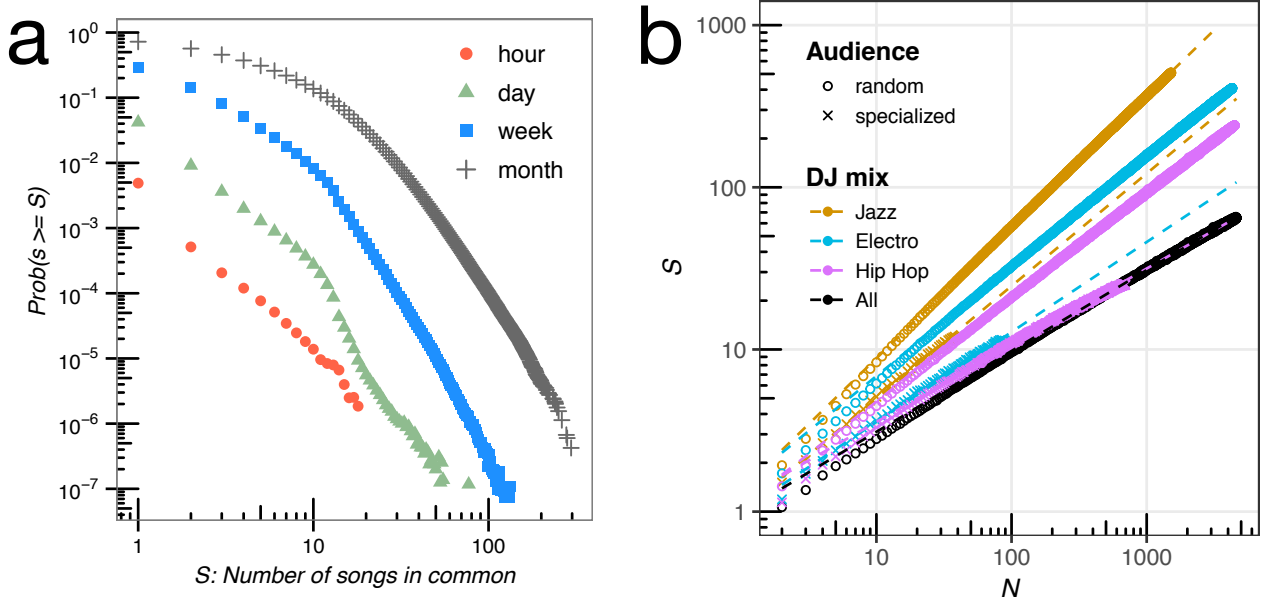 a
10⁰
10⁻¹
10⁻²
10⁻³
10⁻⁴
10⁻⁵
10⁻⁶
10⁻⁷
Prob(s >= S)
hour
day
week
month
1 10 100
S: Number of songs in common
b
1000
100
10
1
S
Audience
random
specialized
DJ mix
Jazz
Electro
Hip Hop
All
10 100 1000
N